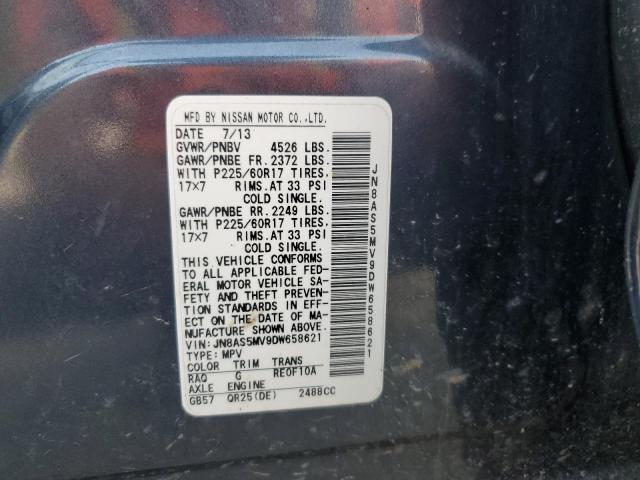 MFD BY NISSAN MOTOR CO.,LTD.
DATE 7/13
GVWR/PNBV 4526 LBS.
GAWR/PNBE FR. 2372 LBS.
WITH P225/60R17 TIRES.
17×7 RIMS.AT 33 PSI
COLD SINGLE.
GAWR/PNBE RR. 2249 LBS.
WITH P225/60R17 TIRES.
17×7 RIMS.AT 33 PSI
COLD SINGLE.
THIS VEHICLE CONFORMS
TO ALL APPLICABLE FED-
ERAL MOTOR VEHICLE SA-
FETY AND THEFT PREVEN-
TION STANDARDS IN EFF-
ECT ON THE DATE OF MA-
NUFACTURE SHOWN ABOVE.
VIN:JN8AS5MV9DW658621
TYPE: MPV
COLOR TRIM TRANS
RAQ G RE0F10A
AXLE ENGINE
GB57 QR25(DE) 2488CC
JN8AS5MV9DW658621